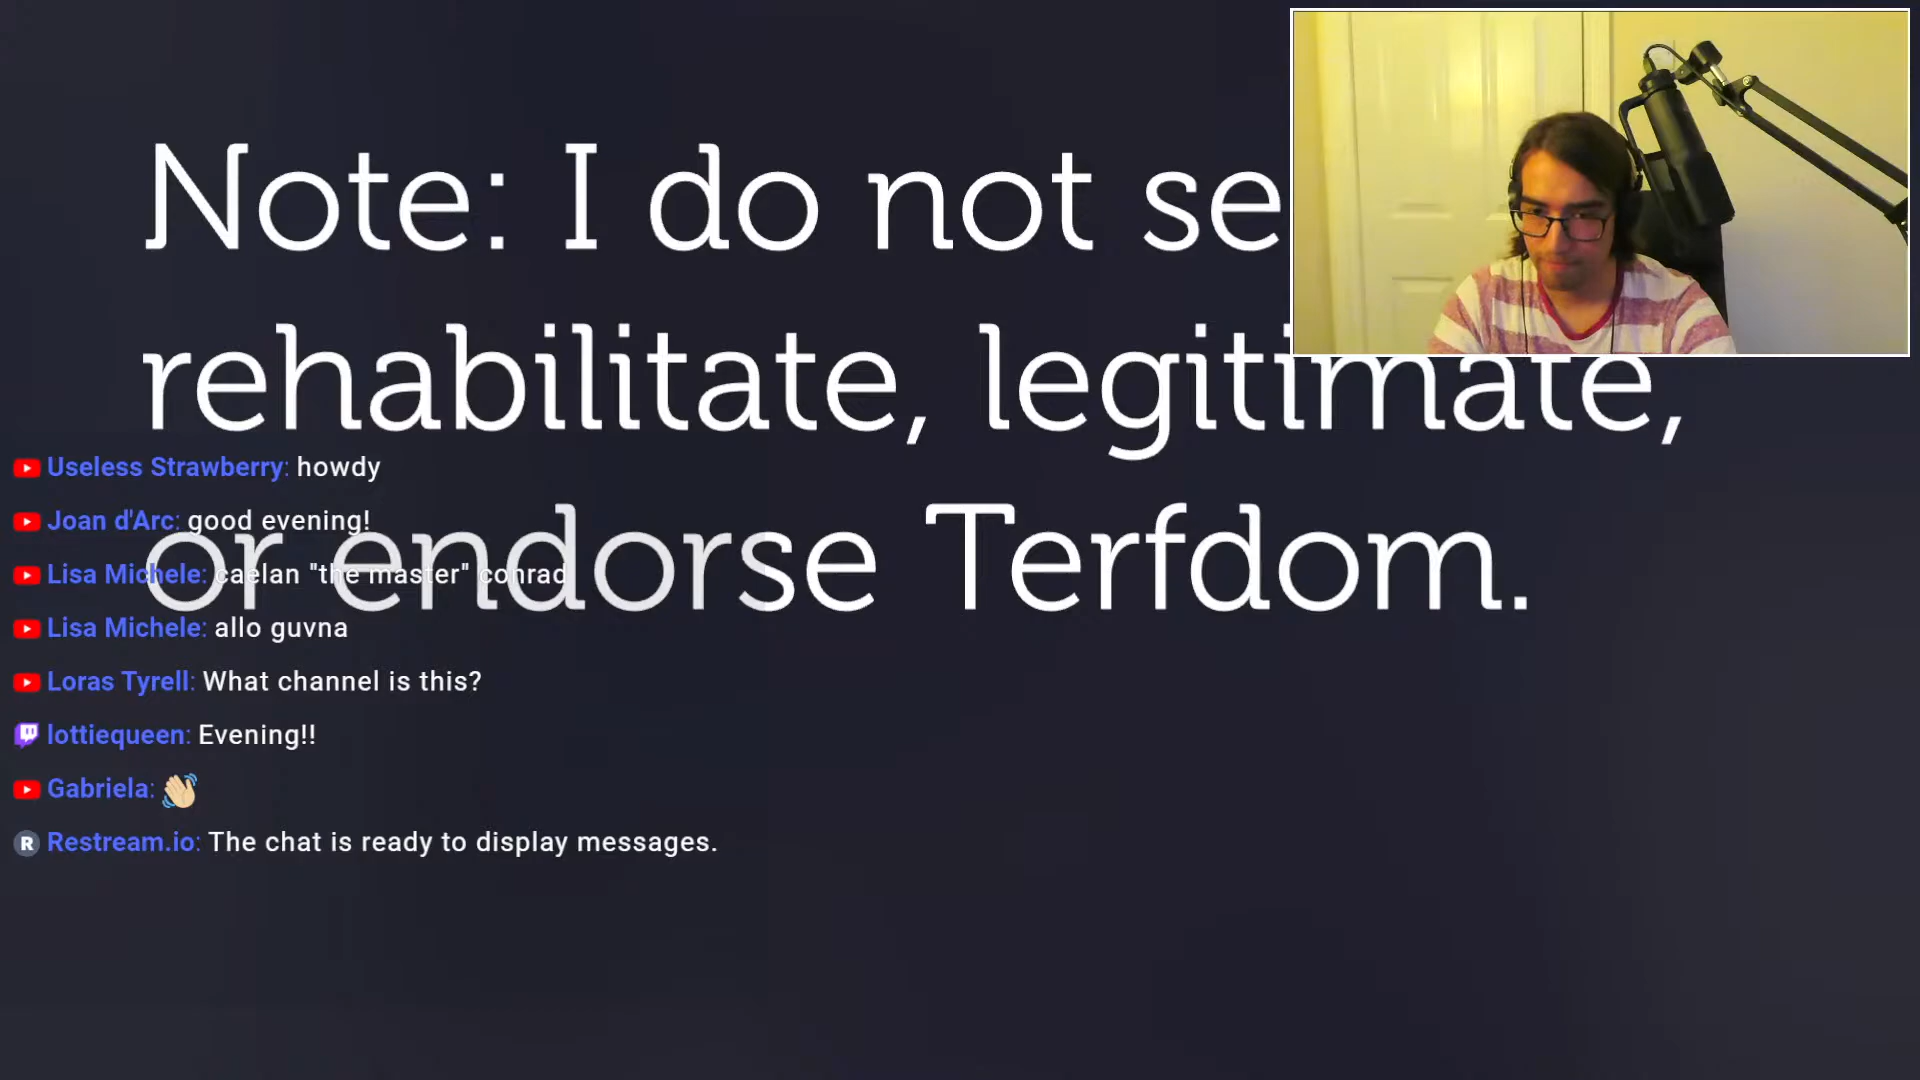 Note: I do not se
rehabilitate, legitimate,
or endorse Terfdom.
Useless Strawberry: howdy
Joan d'Arc: good evening!
Lisa Michele: caelan "the master" conrad
Lisa Michele: allo guvna
Loras Tyrell: What channel is this?
lottiequeen: Evening!!
Gabriela: 👋🏼
R Restream.io: The chat is ready to display messages.